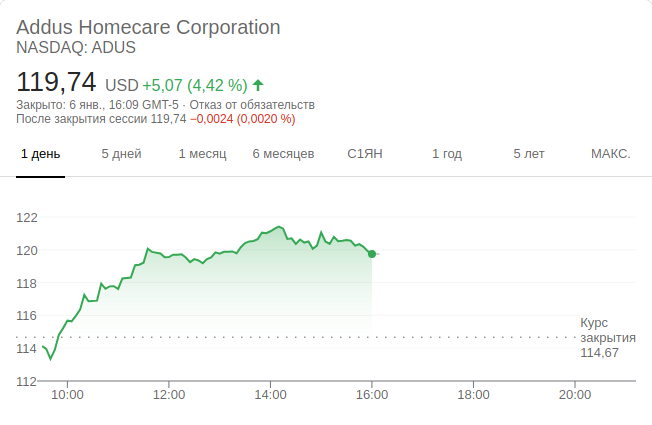 Addus Homecare Corporation
NASDAQ: ADUS
119,74 USD +5,07 (4,42 %)
Закрыто: 6 янв., 16:09 GMT-5 · Отказ от обязательств
После закрытия сессии 119,74 −0,0024 (0,0020 %)
1 день 5 дней 1 месяц 6 месяцев С1ЯН 1 год 5 лет МАКС.
122
120
118
116
114
112
Курс
закрытия
114,67
10:00 12:00 14:00 16:00 18:00 20:00